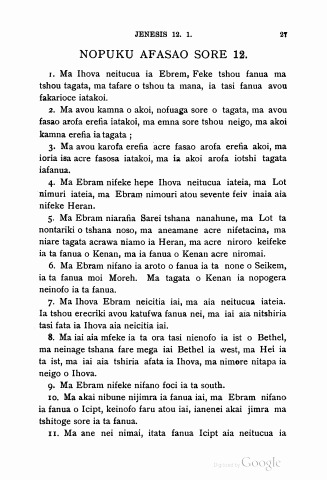 JENESIS 12. 1. 27
NOPUKU AFASAO SORE 12.
1. Ma Ihova neitucua ia Ebrem, Feke tshou fanua ma
tshou tagata, ma tafare o tshou ta mana, ia tasi fanua avou
fakarioce iatakoi.
2. Ma avou kamna o akoi, nofuaga sore o tagata, ma avou
fasao arofa erefia iatakoi, ma emna sore tshou neigo, ma akoi
kamna erefia ia tagata ;
3. Ma avou karofa erefia acre fasao arofa erefia akoi, ma
ioria isa acre fasosa iatakoi, ma ia akoi arofa iotshi tagata
iafanua.
4. Ma Ebram nifeke hepe Ihova neitucua iateia, ma Lot
nimuri iateia, ma Ebram nimouri atou sevente feiv inaia aia
nifeke Heran.
5. Ma Ebram niarafia Sarei tshana nanahune, ma Lot ta
nontariki o tshana noso, ma aneamane acre nifetacina, ma
niare tagata acrawa niamo ia Heran, ma acre niroro keifeke
ia ta fanua o Kenan, ma ia fanua o Kenan acre niromai.
6. Ma Ebram nifano ia aroto o fanua ia ta none o Seikem,
ia ta fanua moi Moreh. Ma tagata o Kenan ia nopogera
neinofo ia ta fanua.
7. Ma Ihova Ebram neicitia iai, ma aia neitucua iateia.
Ia tshou erecriki avou katufwa fanua nei, ma iai aia nitshiria
tasi fata ia Ihova aia neicitia iai.
8. Ma iai aia mfeke ia ta ora tasi nienofo ia ist o Bethel,
ma neinage tshana fare mega iai Bethel ia west, ma Hei ia
ta ist, ma iai aia tshiria afata ia Ihova, ma nimere nitapa ia
neigo o Ihova.
9. Ma Ebram nifeke nifano foci ia ta south.
10. Ma akai nibune nijimra ia fanua iai, ma Ebram nifano
ia fanua o Icipt, keinofo faru atou iai, ianenei akai jimra ma
tshitoge sore ia ta fanua.
11. Ma ane nei nimai, itata fanua Icipt aia neitucua ia
Digitized by Google